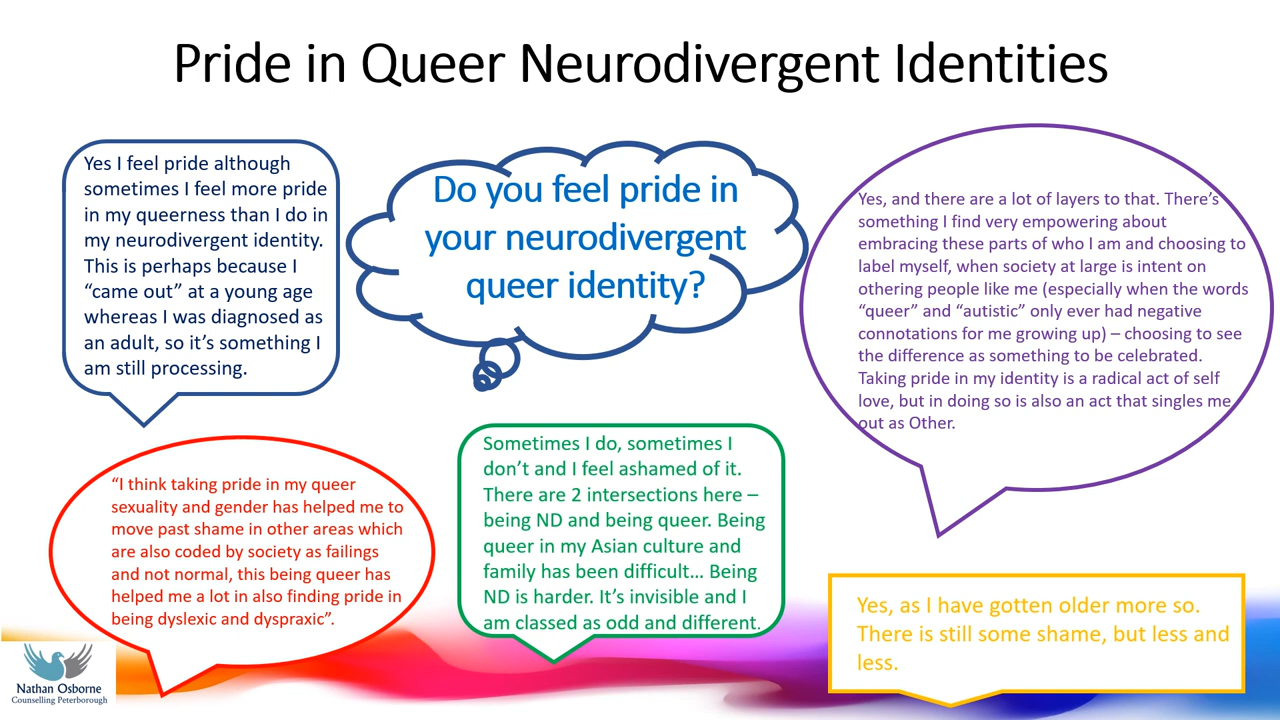 Pride in Queer Neurodivergent Identities
Yes I feel pride although
sometimes I feel more pride
in my queerness than I do in
my neurodivergent identity.
This is perhaps because I
“came out” at a young age
whereas I was diagnosed as
an adult, so it’s something I
am still processing.
Do you feel pride in
your neurodivergent
queer identity?
Yes, and there are a lot of layers to that. There’s
something I find very empowering about
embracing these parts of who I am and choosing to
label myself, when society at large is intent on
othering people like me (especially when the words
“queer” and “autistic” only ever had negative
connotations for me growing up) – choosing to see
the difference as something to be celebrated.
Taking pride in my identity is a radical act of self
love, but in doing so is also an act that singles me
out as Other.
“I think taking pride in my queer
sexuality and gender has helped me to
move past shame in other areas which
are also coded by society as failings
and not normal, this being queer has
helped me a lot in also finding pride in
being dyslexic and dyspraxic”.
Sometimes I do, sometimes I
don’t and I feel ashamed of it.
There are 2 intersections here –
being ND and being queer. Being
queer in my Asian culture and
family has been difficult… Being
ND is harder. It’s invisible and I
am classed as odd and different.
Yes, as I have gotten older more so.
There is still some shame, but less and
less.
Nathan Osborne
Counselling Peterborough